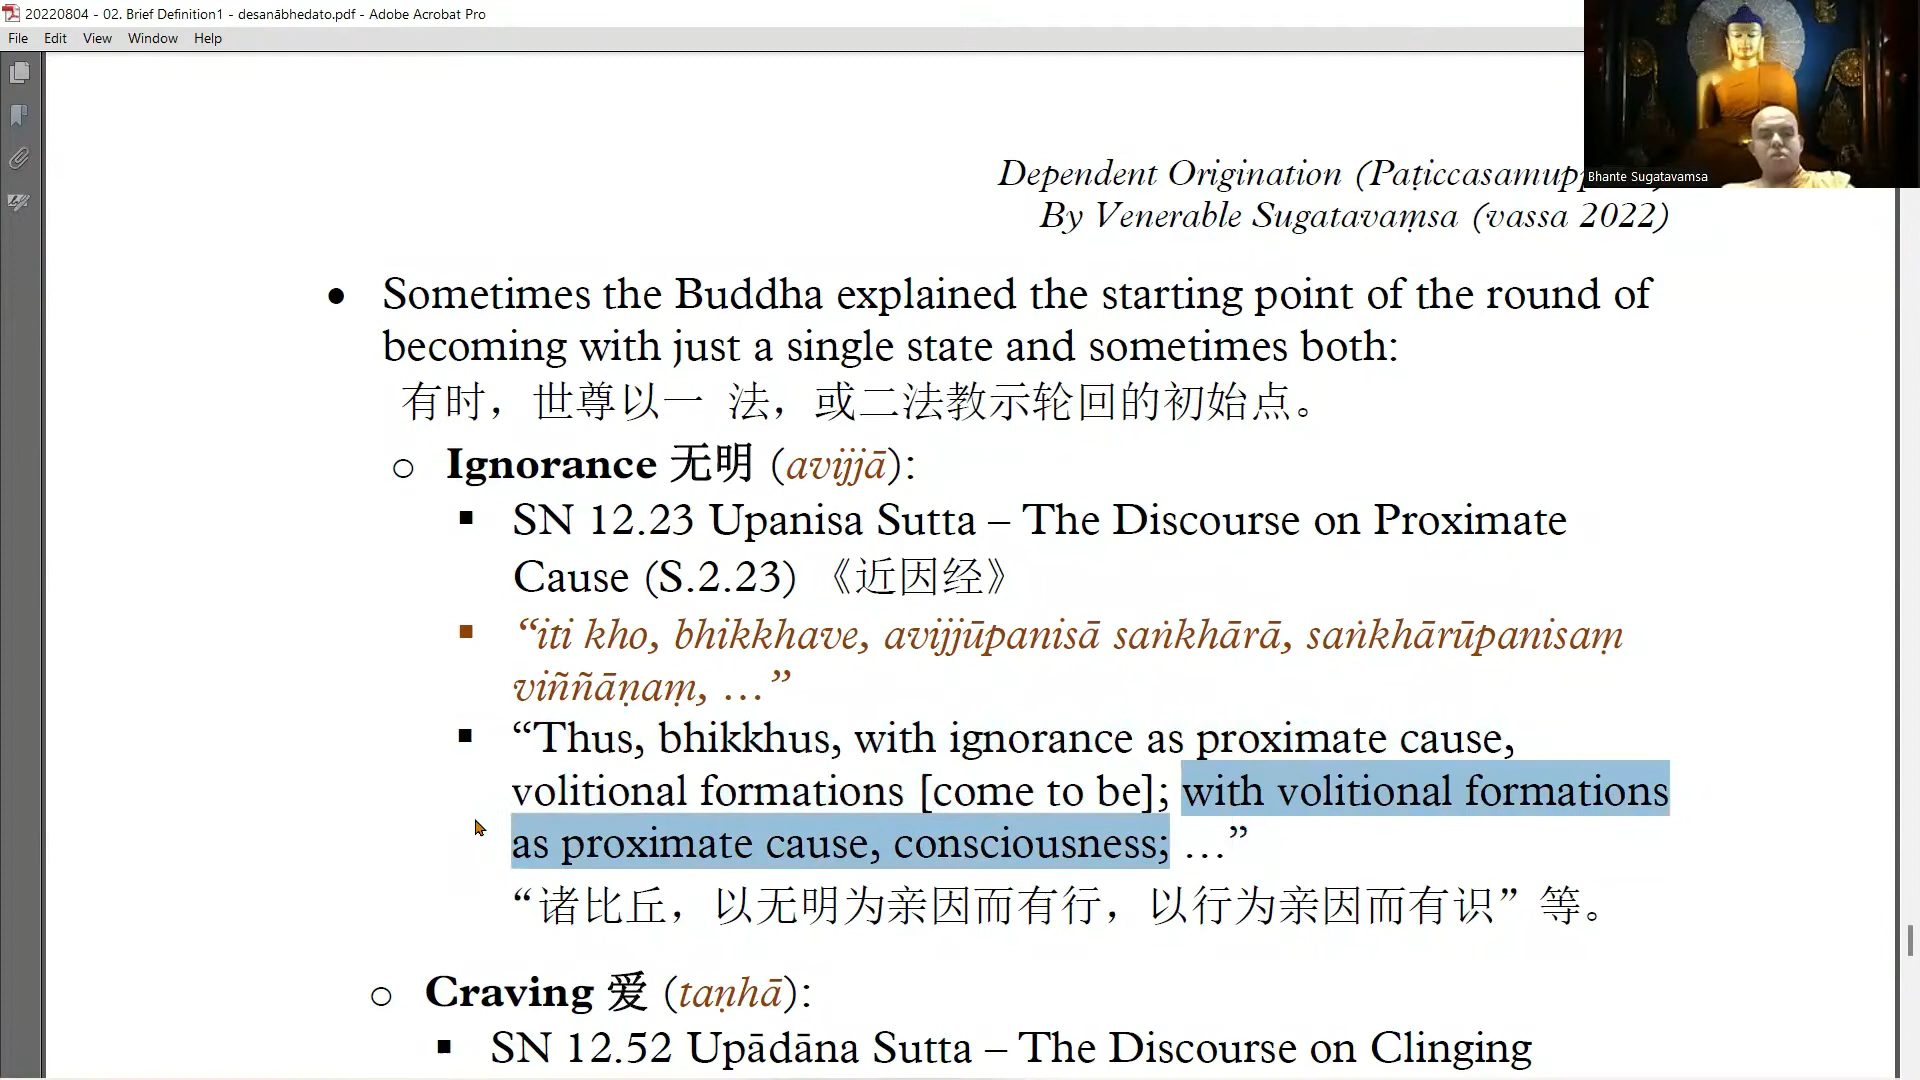 20220804 - 02. Brief Definition1 - desanābhedato.pdf - Adobe Acrobat Pro
File Edit View Window Help
Bhante Sugatavamsa
Dependent Origination (Paṭiccasamupp
By Venerable Sugatavaṃsa (vassa 2022)
• Sometimes the Buddha explained the starting point of the round of
becoming with just a single state and sometimes both:
有时，世尊以一 法，或二法教示轮回的初始点。
o Ignorance 无明 (avijjā):
▪ SN 12.23 Upanisa Sutta – The Discourse on Proximate
Cause (S.2.23) 《近因经》
▪ “iti kho, bhikkhave, avijjūpanisā saṅkhārā, saṅkhārūpanisaṃ
viññāṇaṃ, …”
▪ “Thus, bhikkhus, with ignorance as proximate cause,
volitional formations [come to be]; with volitional formations
as proximate cause, consciousness; …”
“诸比丘，以无明为亲因而有行，以行为亲因而有识” 等。
o Craving 爱 (taṇhā):
▪ SN 12.52 Upādāna Sutta – The Discourse on Clinging